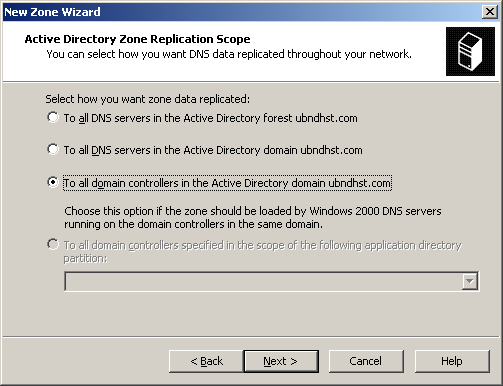 New Zone Wizard
Active Directory Zone Replication Scope
You can select how you want DNS data replicated throughout your network.
Select how you want zone data replicated:
To all DNS servers in the Active Directory forest ubndhst.com
To all DNS servers in the Active Directory domain ubndhst.com
To all domain controllers in the Active Directory domain ubndhst.com
Choose this option if the zone should be loaded by Windows 2000 DNS servers
running on the domain controllers in the same domain.
To all domain controllers specified in the scope of the following application directory
partition:
< Back
Next >
Cancel
Help